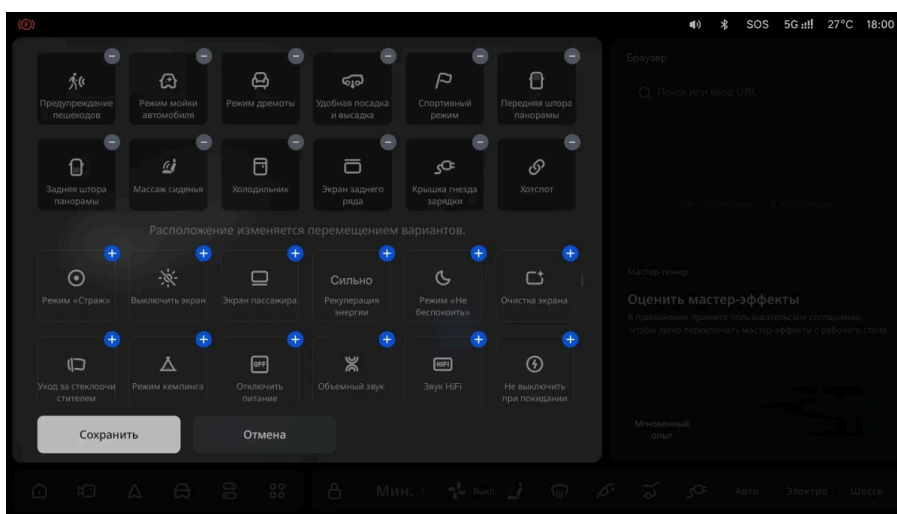 (P)
SOS 5G 27°C 18:00
Предупреждение
пешеходов
Режим мойки
автомобиля
Режим дремоты
Удобная посадка
и высадка
Спортивный
режим
Передняя штора
панорамы
Задняя штора
панорамы
Массаж сиденья
Холодильник
Экран заднего
ряда
Крышка гнезда
зарядки
Хотспот
Расположение изменяется перемещением вариантов.
Режим «Страж»
Выключить экран
Экран пассажира
Сильно
Рекуперация
энергии
Режим «Не
беспокоить»
Очистка экрана
Уход за стеклоочи
стителем
Режим кемпинга
OFF
Отключить
питание
Объемный звук
HIFI
Звук HiFi
Не выключить
при покидании
Сохранить
Отмена
Браузер
Поиск или ввод URL
Мастер-тюнер
Оценить мастер-эффекты
В приложении примите пользовательское соглашение,
чтобы легко переключать мастер-эффекты с рабочего стола.
Мгновенный
опыт
Мин. Выкл Авто Электро Шоссе